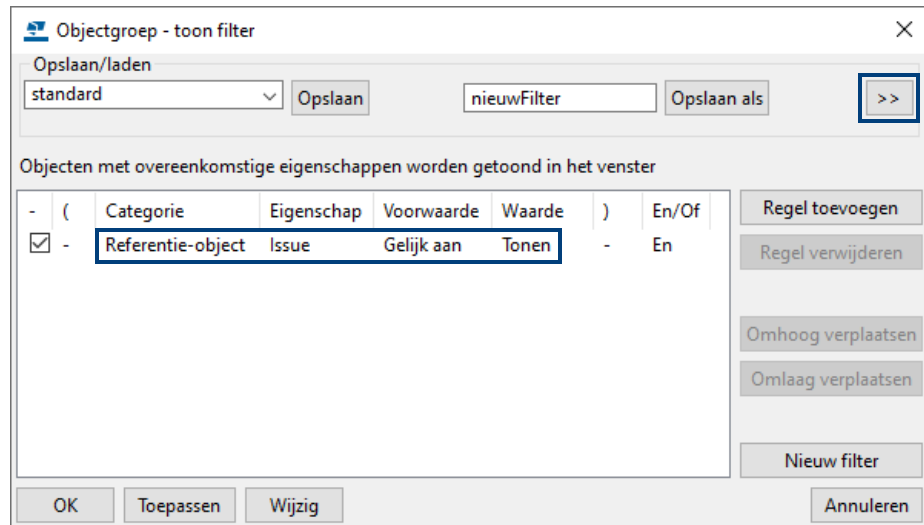 Objectgroep - toon filter
Opslaan/laden
standard Opslaan nieuwFilter Opslaan als >>
Objecten met overeenkomstige eigenschappen worden getoond in het venster
- ( Categorie Eigenschap Voorwaarde Waarde ) En/Of Regel toevoegen
- Referentie-object Issue Gelijk aan Tonen - En Regel verwijderen
Omhoog verplaatsen
Omlaag verplaatsen
Nieuw filter
OK Toepassen Wijzig Annuleren